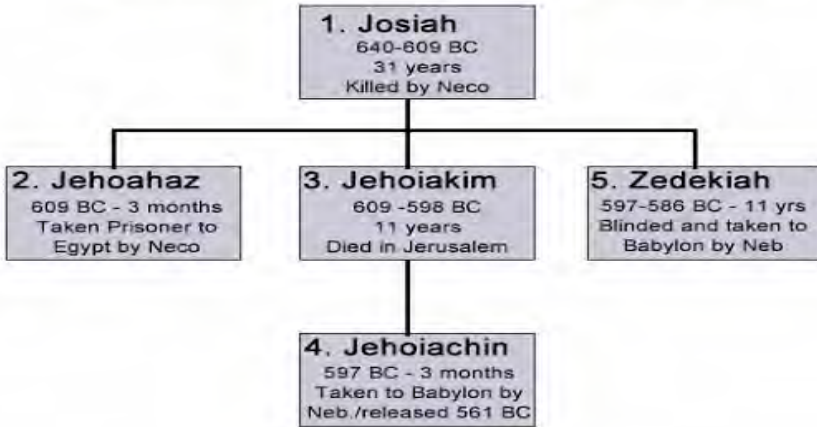 1. Josiah
640-609 BC
31 years
Killed by Neco
2. Jehoahaz
609 BC - 3 months
Taken Prisoner to
Egypt by Neco
3. Jehoiakim
609 -598 BC
11 years
Died in Jerusalem
5. Zedekiah
597-586 BC - 11 yrs
Blinded and taken to
Babylon by Neb
4. Jehoiachin
597 BC - 3 months
Taken to Babylon by
Neb./released 561 BC